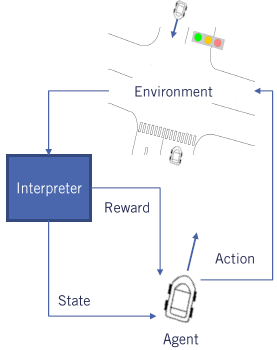 Environment
Interpreter
Reward
Action
State
Agent